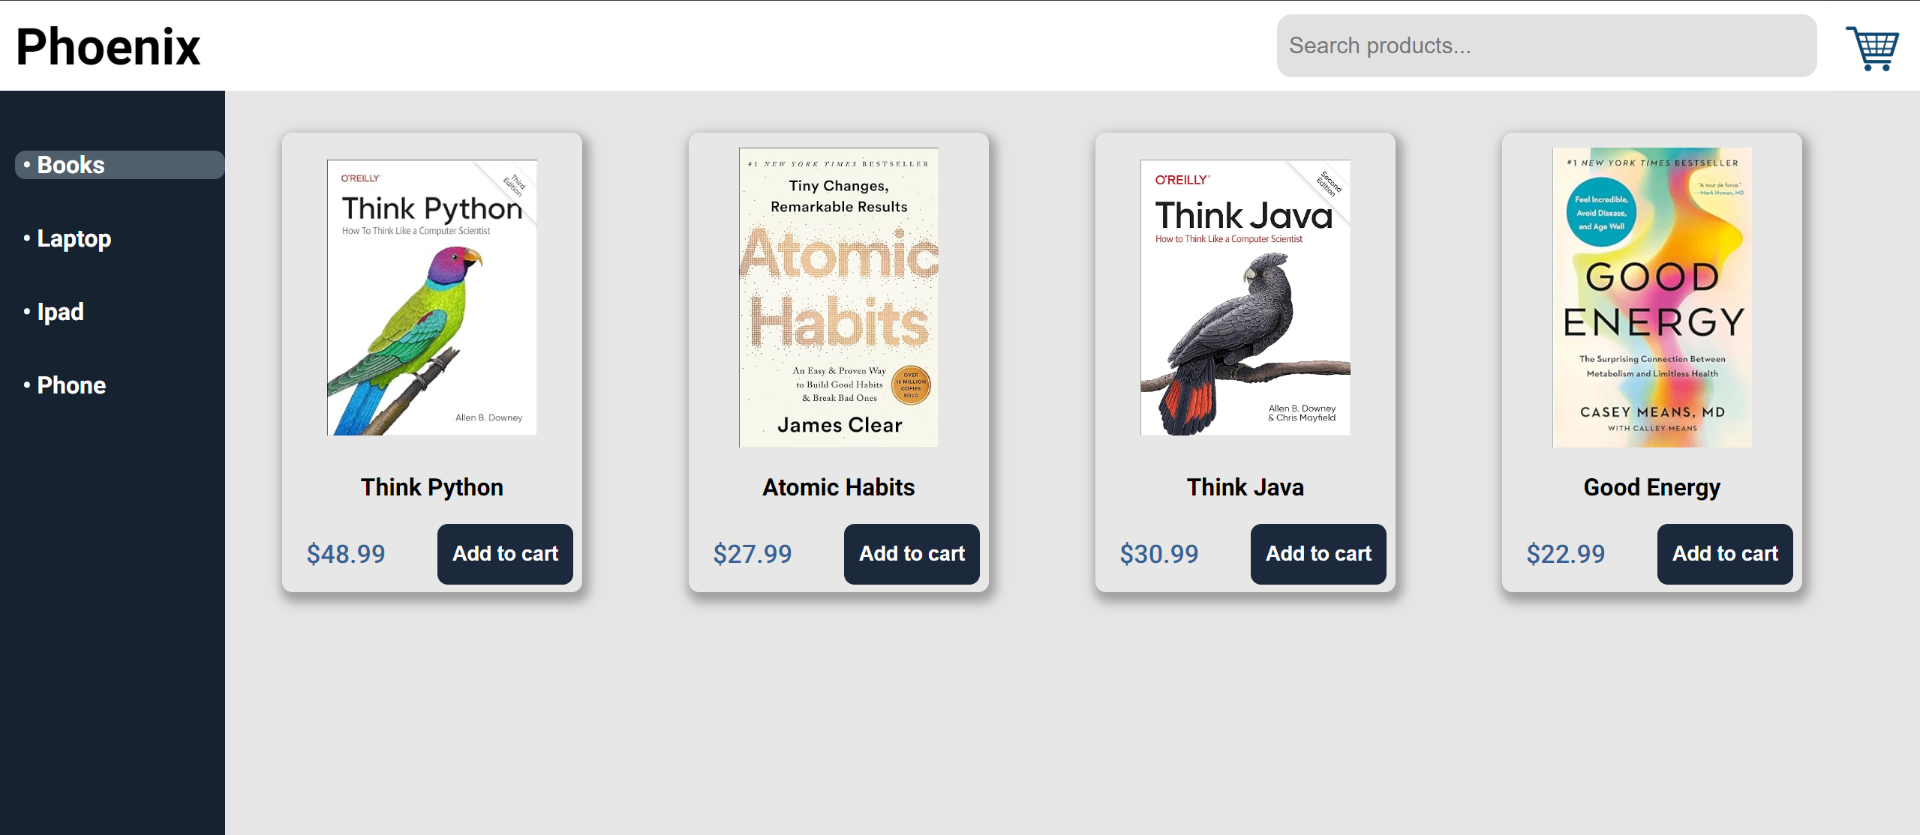 Phoenix
Search products...
• Books
• Laptop
• Ipad
• Phone
O'REILLY®
Third
Edition
Think Python
How To Think Like a Computer Scientist
Allen B. Downey
Think Python
$48.99
Add to cart
#1 NEW YORK TIMES BESTSELLER
Tiny Changes,
Remarkable Results
Atomic
Habits
An Easy & Proven Way
to Build Good Habits
& Break Bad Ones
OVER
15 MILLION
COPIES
SOLD
James Clear
Atomic Habits
$27.99
Add to cart
O'REILLY®
Second
Edition
Think Java
How to Think Like a Computer Scientist
Allen B. Downey
& Chris Mayfield
Think Java
$30.99
Add to cart
#1 NEW YORK TIMES BESTSELLER
"A tour de force."
—Mark Hyman, MD
Feel Incredible,
Avoid Disease,
and Age Well
GOOD
ENERGY
The Surprising Connection Between
Metabolism and Limitless Health
CASEY MEANS, MD
WITH CALLEY MEANS
Good Energy
$22.99
Add to cart